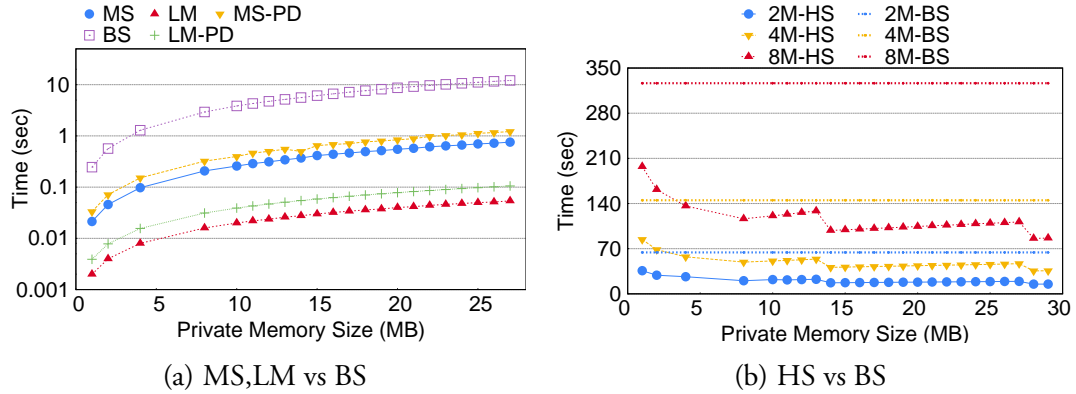 MS LM MS-PD
BS LM-PD
10
1
0.1
0.01
0.001
Time (sec)
0 5 10 15 20 25
Private Memory Size (MB)
(a) MS,LM vs BS
2M-HS 2M-BS
4M-HS 4M-BS
8M-HS 8M-BS
350
280
210
140
70
0
Time (sec)
0 5 10 15 20 25 30
Private Memory Size (MB)
(b) HS vs BS